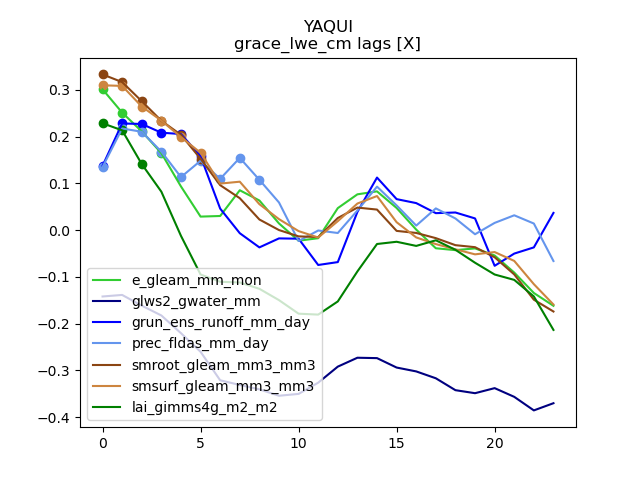 YAQUI
grace_lwe_cm lags [X]
0.3
0.2
0.1
0.0
−0.1
−0.2
−0.3
−0.4
e_gleam_mm_mon
glws2_gwater_mm
grun_ens_runoff_mm_day
prec_fldas_mm_day
smroot_gleam_mm3_mm3
smsurf_gleam_mm3_mm3
lai_gimms4g_m2_m2
0 5 10 15 20